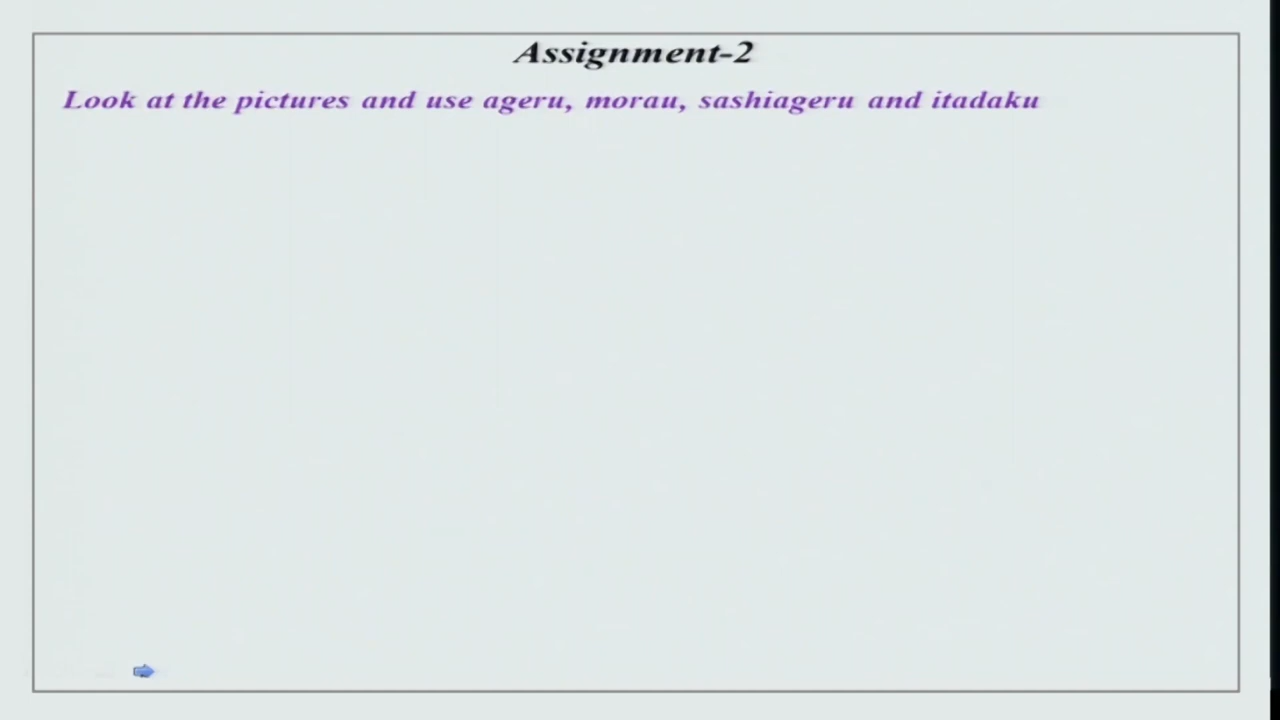 Assignment-2
Look at the pictures and use ageru, morau, sashiageru and itadaku